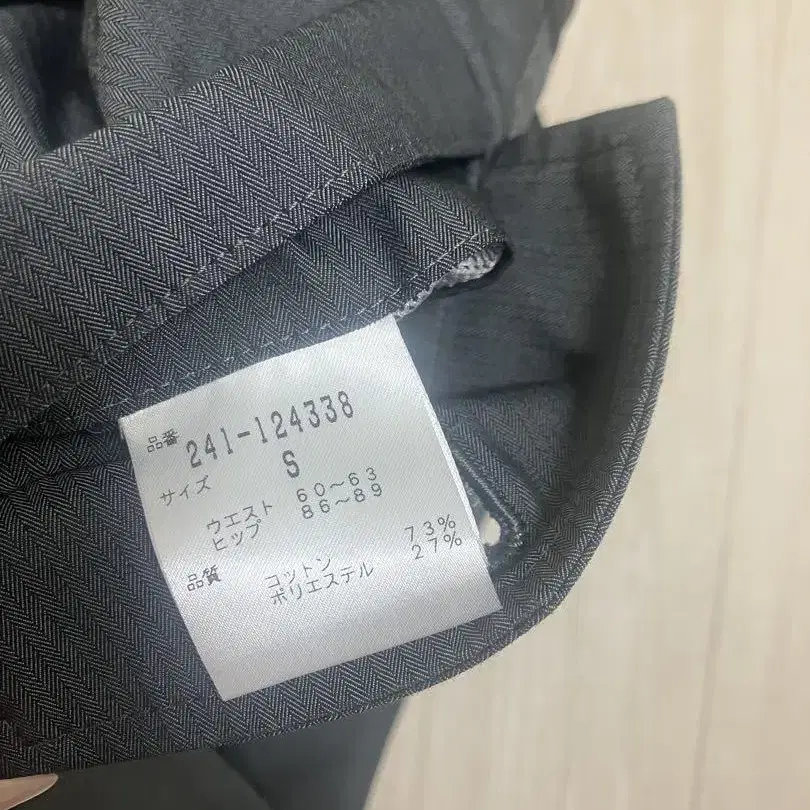 品番 241-124338
サイズ S
ウエスト 60～63
ヒップ 86～89
品質 コットン 73%
ポリエステル 27%